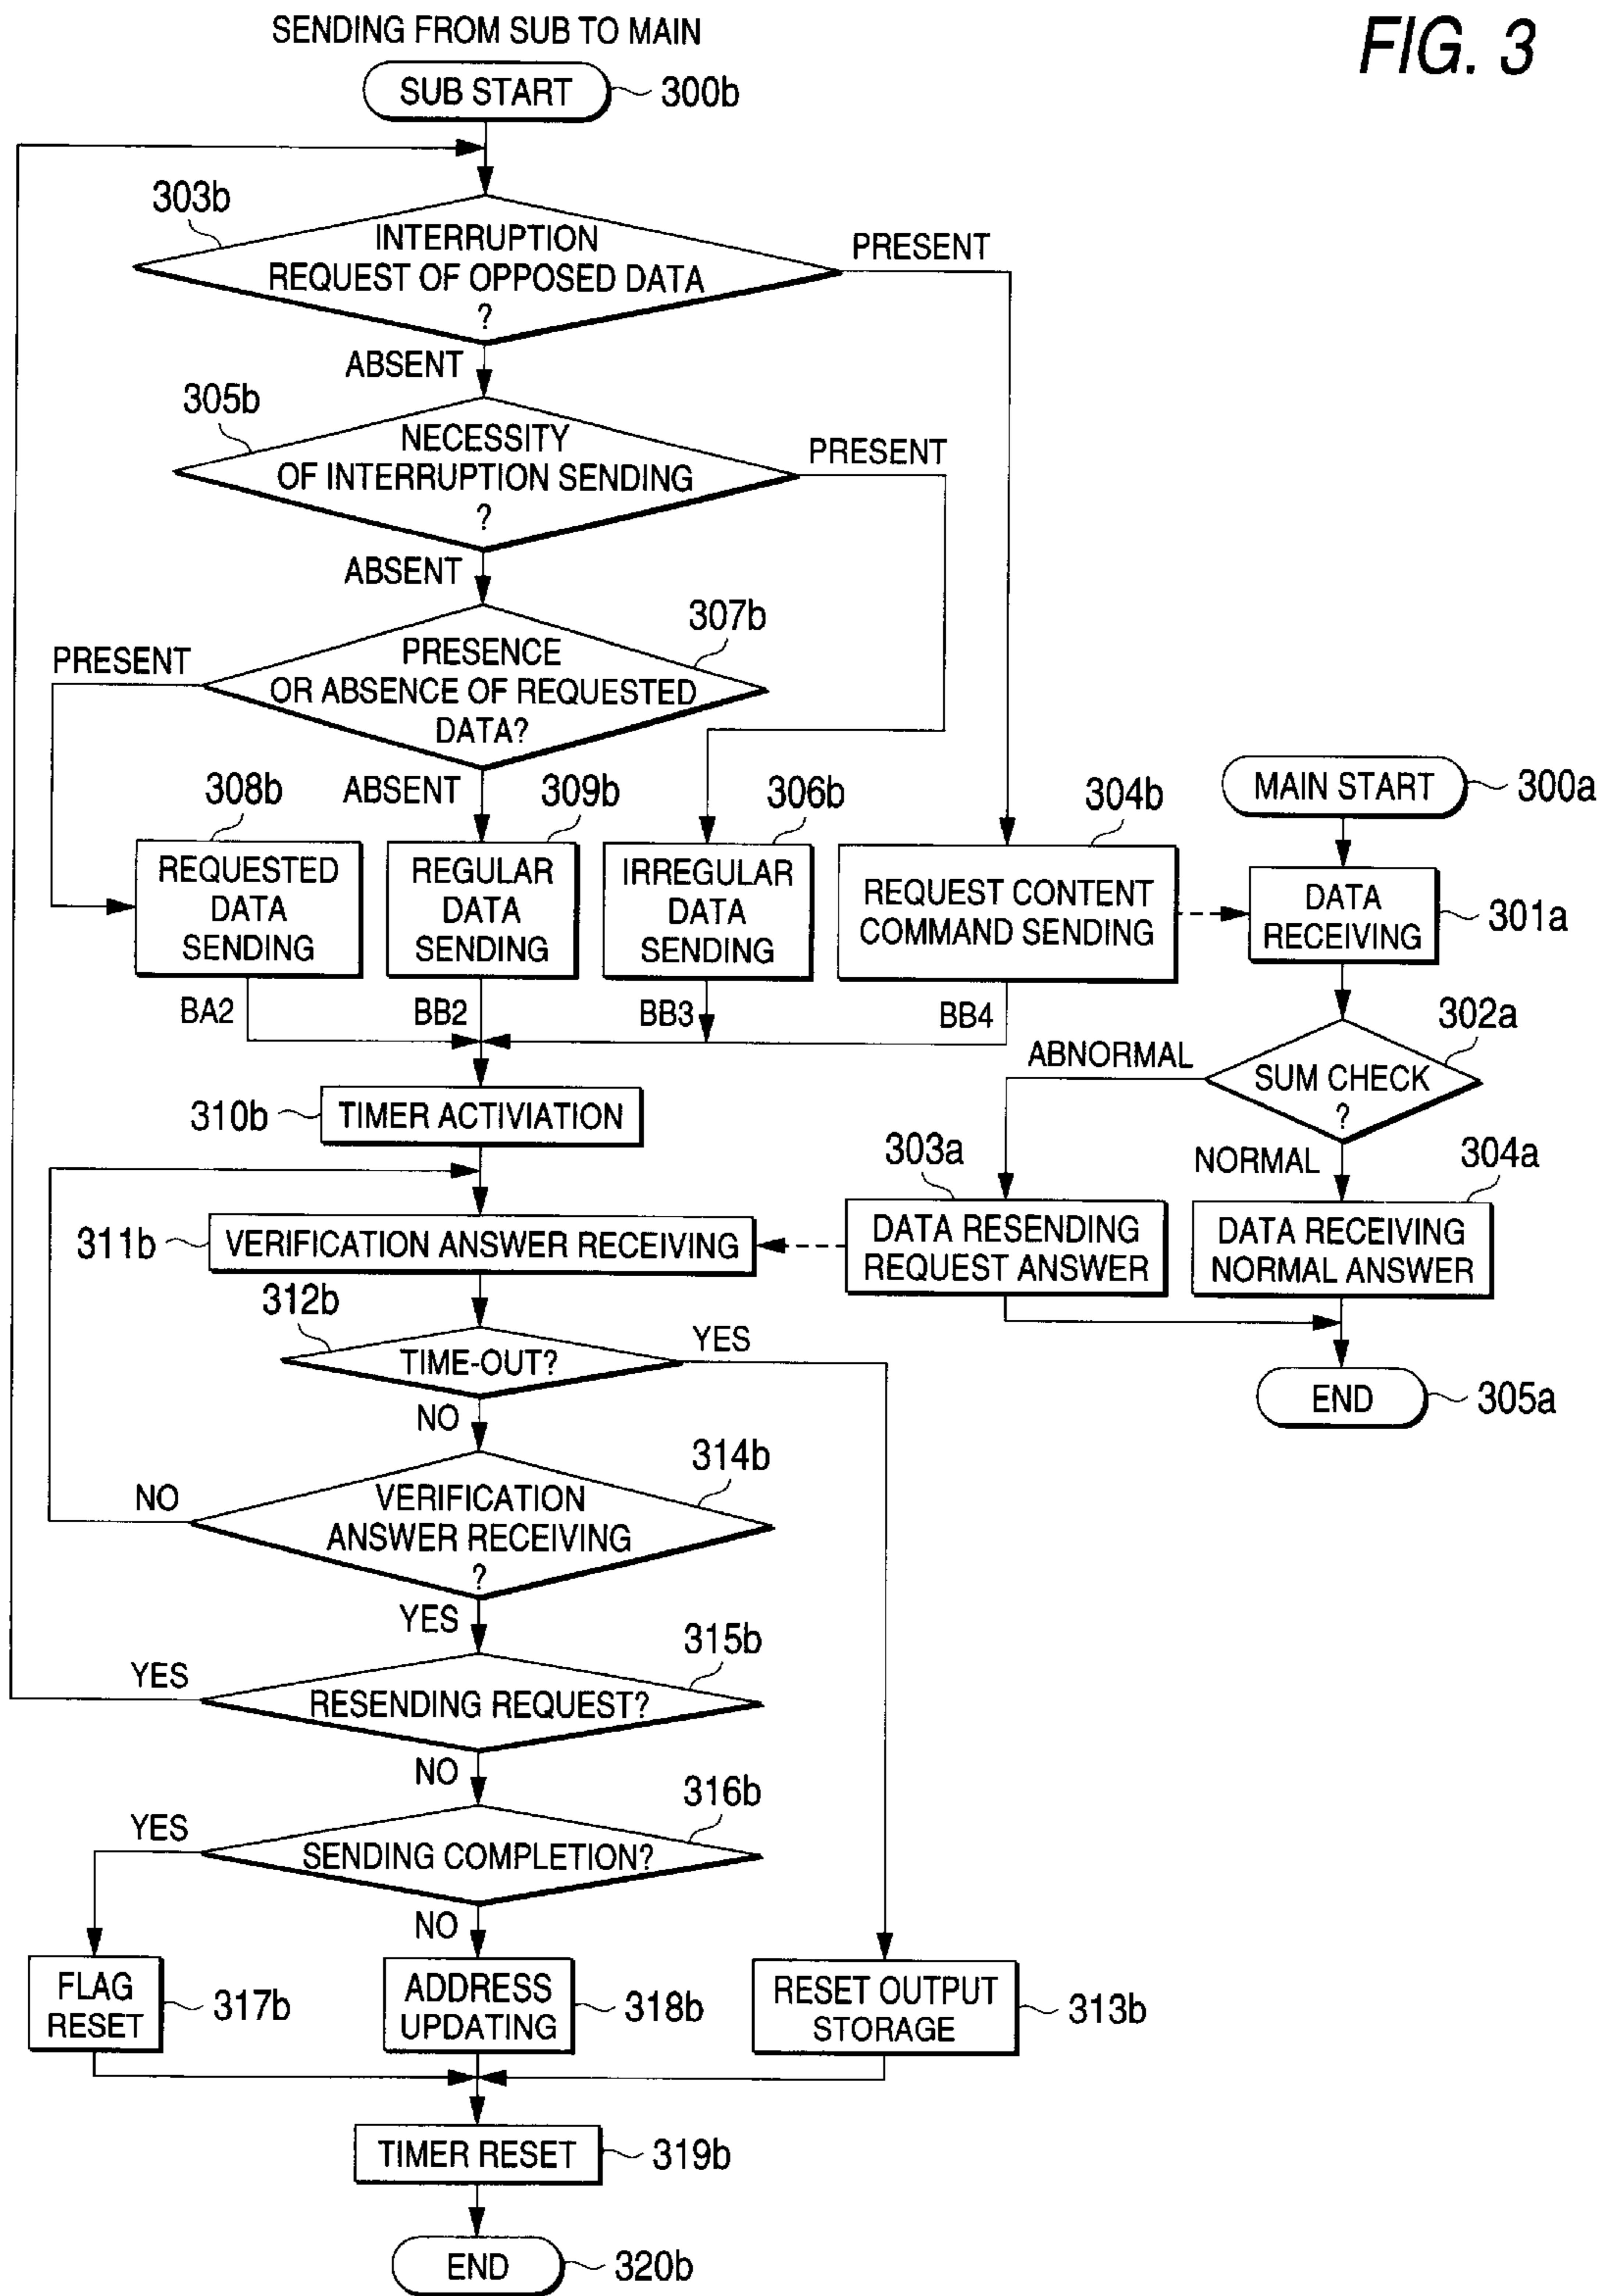 FIG. 3
SENDING FROM SUB TO MAIN
SUB START
300b
303b
INTERRUPTION
REQUEST OF OPPOSED DATA
?
PRESENT
ABSENT
305b
NECESSITY
OF INTERRUPTION SENDING
?
PRESENT
ABSENT
307b
PRESENCE
OR ABSENCE OF REQUESTED
DATA?
PRESENT
ABSENT
308b
REQUESTED
DATA
SENDING
309b
REGULAR
DATA
SENDING
306b
IRREGULAR
DATA
SENDING
304b
REQUEST CONTENT
COMMAND SENDING
MAIN START
300a
DATA
RECEIVING
301a
BA2
BB2
BB3
BB4
302a
ABNORMAL
SUM CHECK
?
NORMAL
310b
TIMER ACTIVIATION
303a
DATA RESENDING
REQUEST ANSWER
304a
DATA RECEIVING
NORMAL ANSWER
311b
VERIFICATION ANSWER RECEIVING
312b
TIME-OUT?
YES
NO
END
305a
314b
VERIFICATION
ANSWER RECEIVING
?
NO
YES
315b
RESENDING REQUEST?
YES
NO
316b
SENDING COMPLETION?
YES
NO
FLAG
RESET
317b
ADDRESS
UPDATING
318b
RESET OUTPUT
STORAGE
313b
TIMER RESET
319b
END
320b